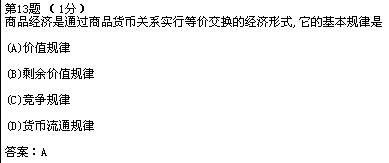 第13题 （1分）
商品经济是通过商品货币关系实行等价交换的经济形式,它的基本规律是
(A)价值规律
(B)剩余价值规律
(C)竞争规律
(D)货币流通规律
答案：A